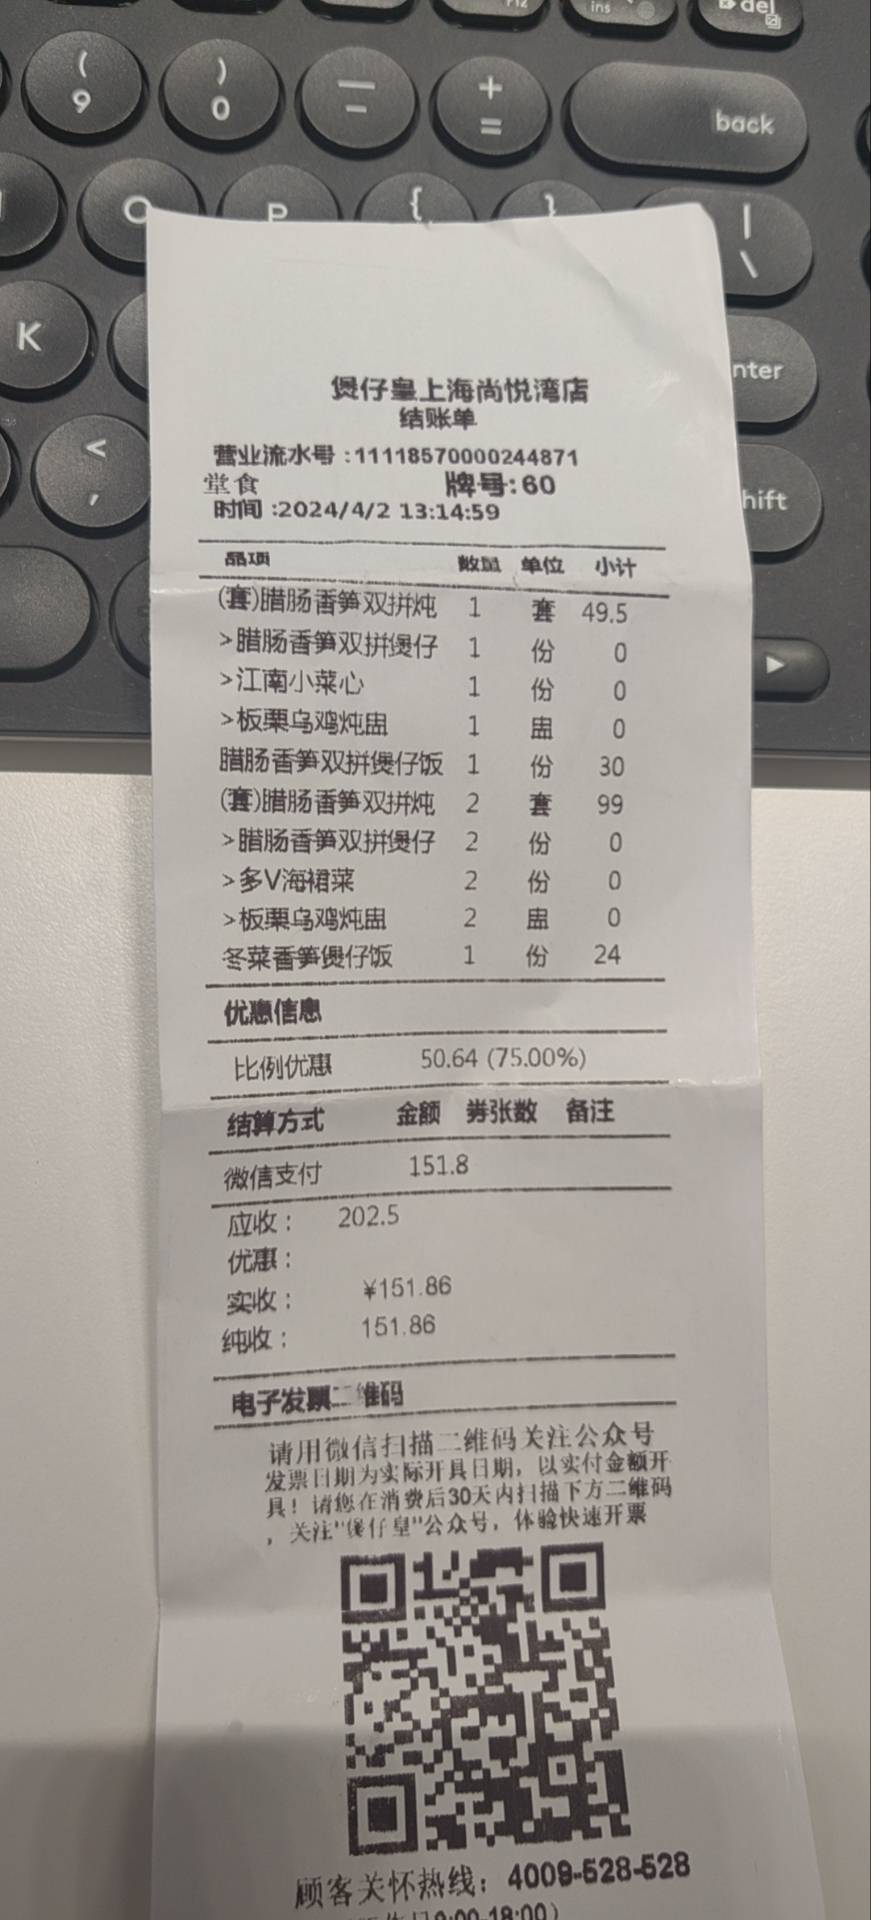 F12
ins
del
(
9
)
0
—
-
+
=
back
O
P
{
}
|
\
K
nter
<
,
hift
煲仔皇上海尚悦湾店
结账单
营业流水号 :11118570000244871
堂食 牌号:60
时间 :2024/4/2 13:14:59
品项 数量 单位 小计
(套)腊肠香笋双拼炖 1 套 49.5
>腊肠香笋双拼煲仔 1 份 0
>江南小菜心 1 份 0
>板栗乌鸡炖盅 1 盅 0
腊肠香笋双拼煲仔饭 1 份 30
(套)腊肠香笋双拼炖 2 套 99
>腊肠香笋双拼煲仔 2 份 0
>多V海裙菜 2 份 0
>板栗乌鸡炖盅 2 盅 0
冬菜香笋煲仔饭 1 份 24
优惠信息
比例优惠 50.64 (75.00%)
结算方式 金额 券张数 备注
微信支付 151.8
应收： 202.5
优惠：
实收： ¥151.86
纯收： 151.86
电子发票二维码
请用微信扫描二维码关注公众号
发票日期为实际开具日期，以实付金额开
具！请您在消费后30天内扫描下方二维码
，关注"煲仔皇"公众号，体验快速开票
顾客关怀热线：4009-528-528
9:00-18:00）